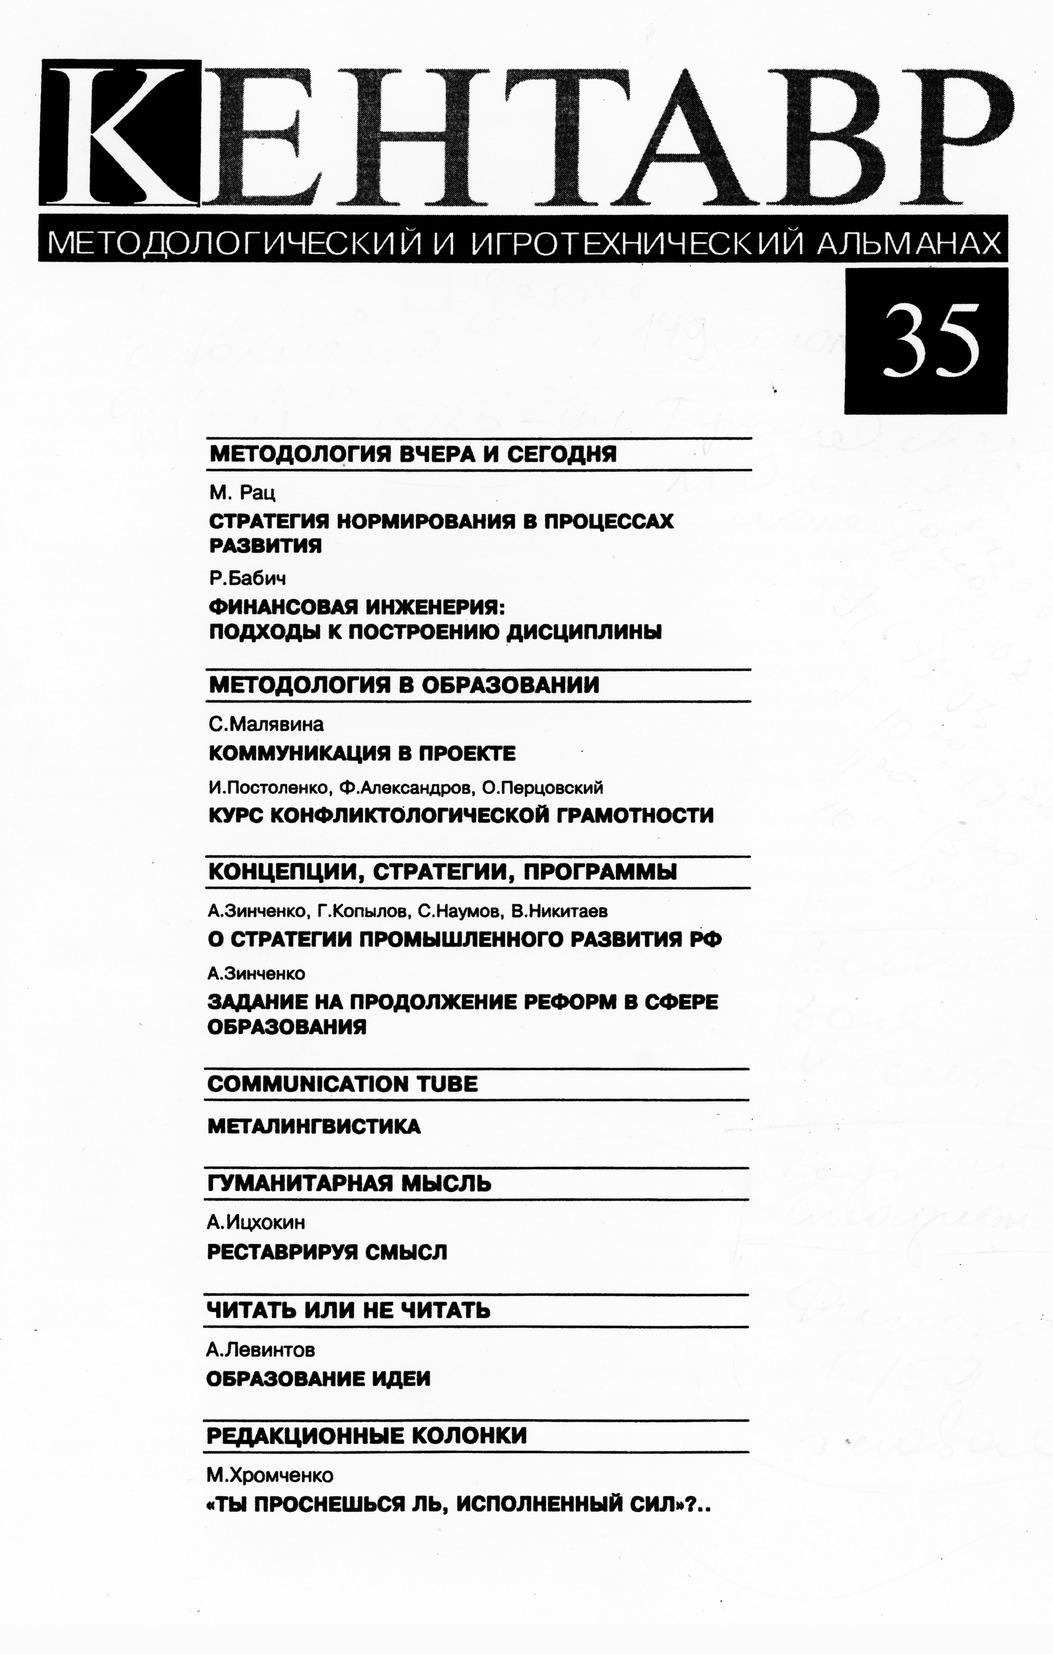 КЕНТАВР
МЕТОДОЛОГИЧЕСКИЙ И ИГРОТЕХНИЧЕСКИЙ АЛЬМАНАХ
35
МЕТОДОЛОГИЯ ВЧЕРА И СЕГОДНЯ
М. Рац
СТРАТЕГИЯ НОРМИРОВАНИЯ В ПРОЦЕССАХ
РАЗВИТИЯ
Р.Бабич
ФИНАНСОВАЯ ИНЖЕНЕРИЯ:
ПОДХОДЫ К ПОСТРОЕНИЮ ДИСЦИПЛИНЫ
МЕТОДОЛОГИЯ В ОБРАЗОВАНИИ
С.Малявина
КОММУНИКАЦИЯ В ПРОЕКТЕ
И.Постоленко, Ф.Александров, О.Перцовский
КУРС КОНФЛИКТОЛОГИЧЕСКОЙ ГРАМОТНОСТИ
КОНЦЕПЦИИ, СТРАТЕГИИ, ПРОГРАММЫ
А.Зинченко, Г.Копылов, С.Наумов, В.Никитаев
О СТРАТЕГИИ ПРОМЫШЛЕННОГО РАЗВИТИЯ РФ
А.Зинченко
ЗАДАНИЕ НА ПРОДОЛЖЕНИЕ РЕФОРМ В СФЕРЕ
ОБРАЗОВАНИЯ
COMMUNICATION TUBE
МЕТАЛИНГВИСТИКА
ГУМАНИТАРНАЯ МЫСЛЬ
А.Ицхокин
РЕСТАВРИРУЯ СМЫСЛ
ЧИТАТЬ ИЛИ НЕ ЧИТАТЬ
А.Левинтов
ОБРАЗОВАНИЕ ИДЕИ
РЕДАКЦИОННЫЕ КОЛОНКИ
М.Хромченко
«ТЫ ПРОСНЕШЬСЯ ЛЬ, ИСПОЛНЕННЫЙ СИЛ»?..